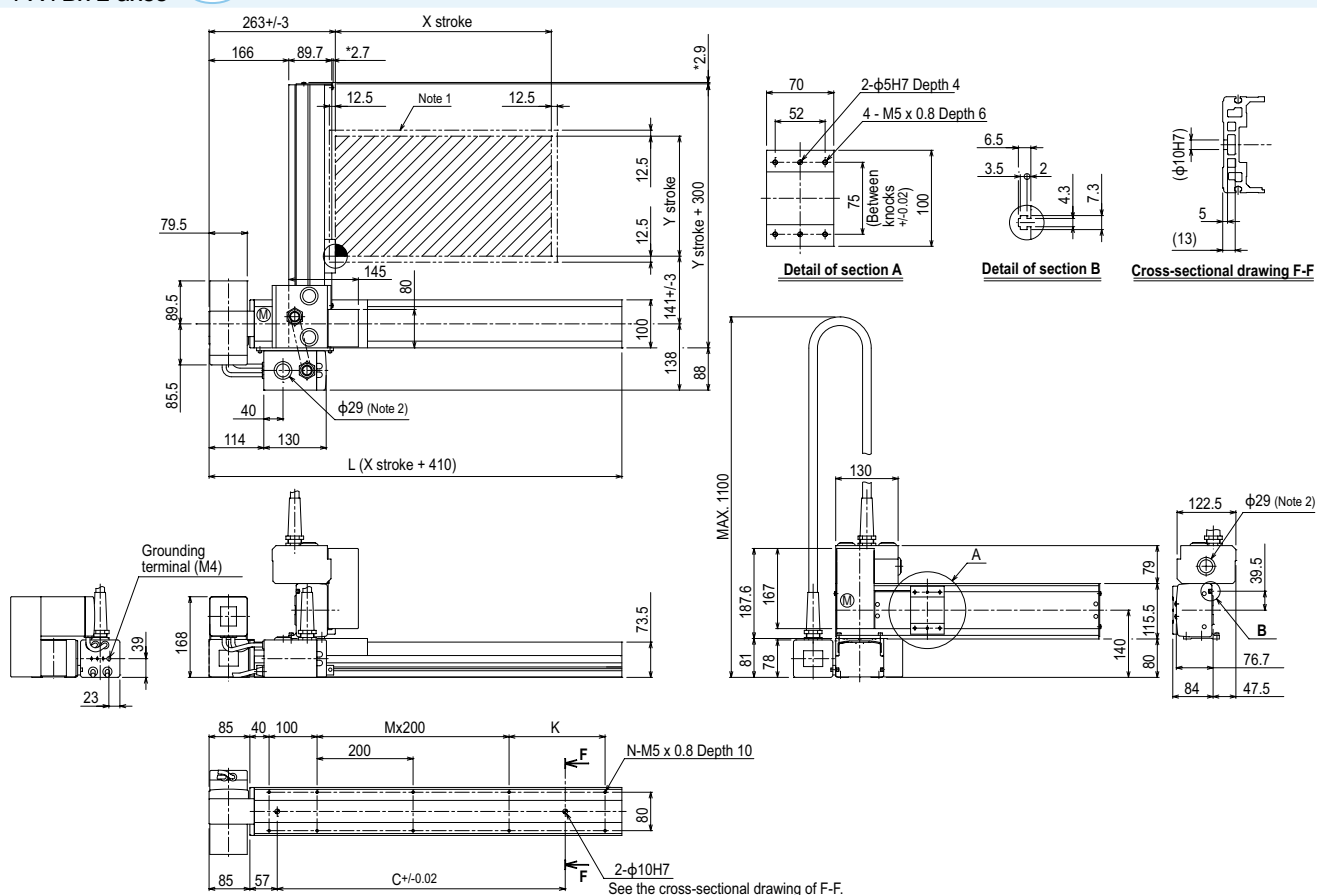 263+/-3
X stroke
166
89.7
*2.7
*2.9
12.5
Note 1
12.5
12.5
Y stroke
Y stroke + 300
12.5
79.5
145
80
141+/-3
89.5
M
100
138
88
85.5
40
φ29 (Note 2)
114
130
L (X stroke + 410)
70
2-φ5H7 Depth 4
52
4 - M5 x 0.8 Depth 6
75
(Between
knocks
+/-0.02)
100
Detail of section A
6.5
3.5
2
4.3
7.3
Detail of section B
(φ10H7)
5
(13)
Cross-sectional drawing F-F
MAX. 1100
130
122.5
φ29 (Note 2)
A
79
39.5
187.6
167
M
115.5
B
140
81
78
80
76.7
84
47.5
Grounding
terminal (M4)
168
39
73.5
23
85
40
100
Mx200
K
200
F
N-M5 x 0.8 Depth 10
80
F
2-φ10H7
See the cross-sectional drawing of F-F.
85
57
C+/-0.02